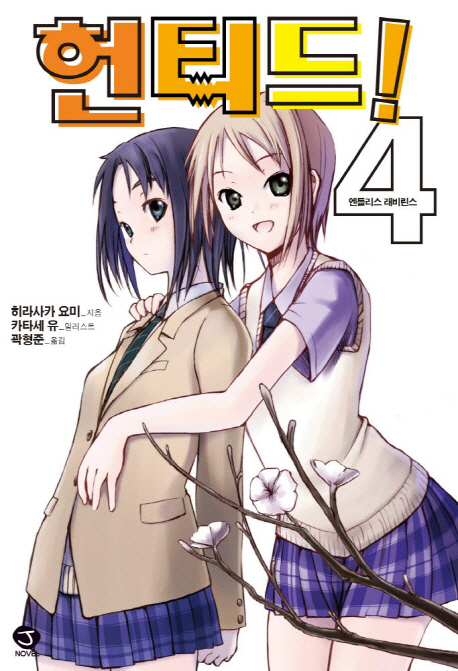 헌티드!
4
엔들리스 래비린스
히라사카 요미_지음
카타세 유_일러스트
곽형준_옮김
J
NOVEL